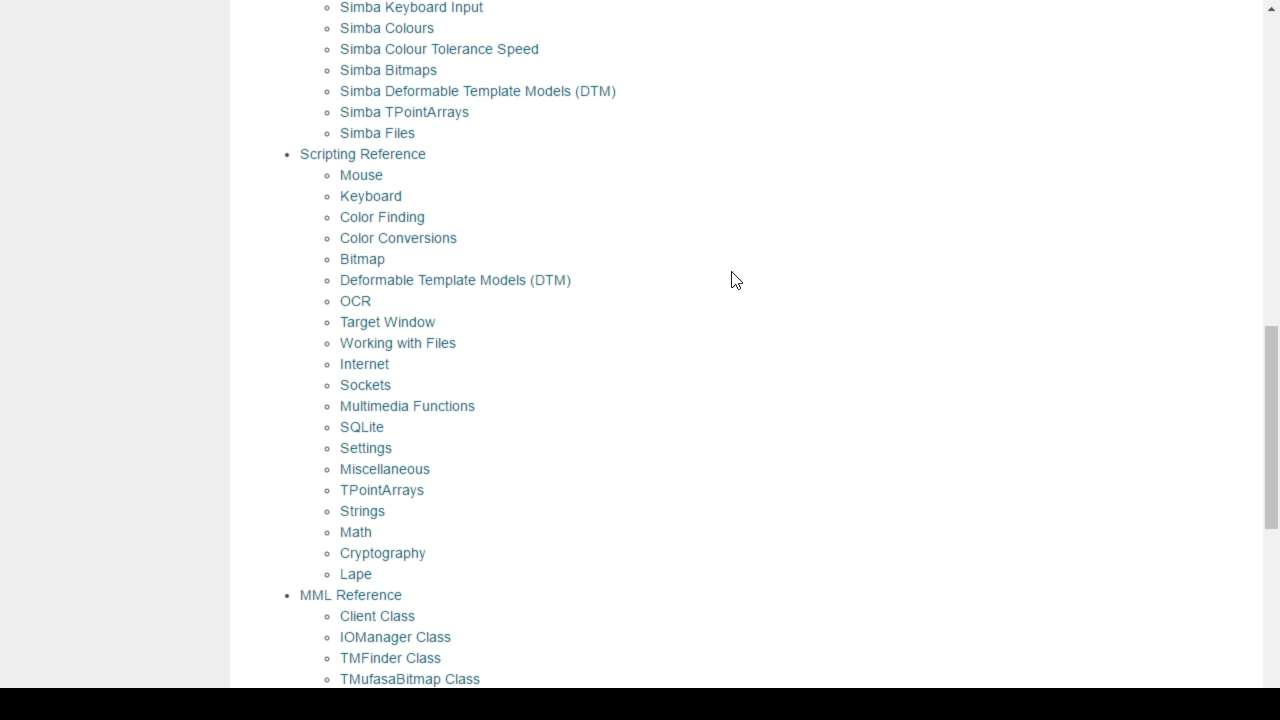 Simba Keyboard Input
Simba Colours
Simba Colour Tolerance Speed
Simba Bitmaps
Simba Deformable Template Models (DTM)
Simba TPointArrays
Simba Files
Scripting Reference
Mouse
Keyboard
Color Finding
Color Conversions
Bitmap
Deformable Template Models (DTM)
OCR
Target Window
Working with Files
Internet
Sockets
Multimedia Functions
SQLite
Settings
Miscellaneous
TPointArrays
Strings
Math
Cryptography
Lape
MML Reference
Client Class
IOManager Class
TMFinder Class
TMufasaBitmap Class